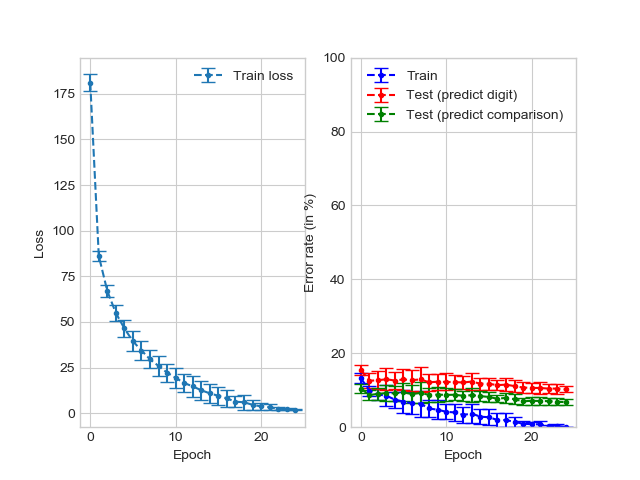 Train loss
175
150
125
100
75
50
25
0
0
10
20
Loss
Epoch
Train
Test (predict digit)
Test (predict comparison)
100
80
60
40
20
0
0
10
20
Error rate (in %)
Epoch